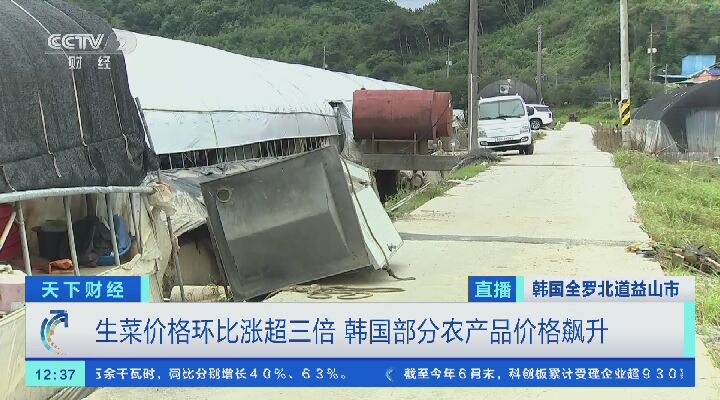 CCTV 2
财经
天下财经
直播 韩国全罗北道益山市
生菜价格环比涨超三倍 韩国部分农产品价格飙升
12:37 余千瓦时,同比分别增长40%、63%。 截至今年6月末,科创板累计受理企业超930